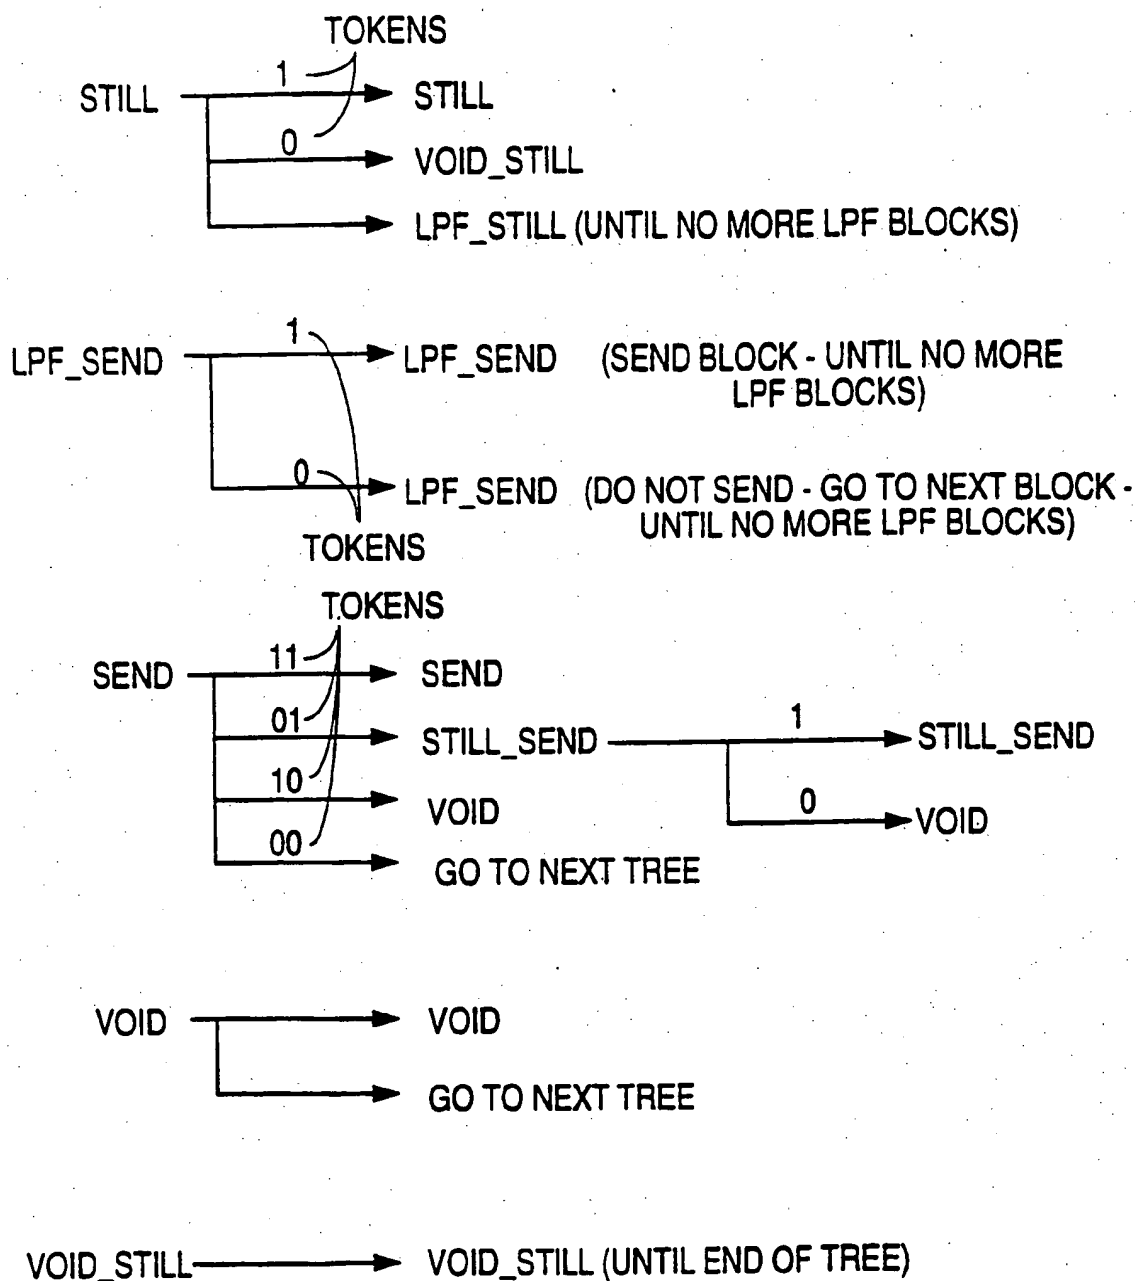 TOKENS
STILL 1 STILL
0 VOID_STILL
LPF_STILL (UNTIL NO MORE LPF BLOCKS)
LPF_SEND 1 LPF_SEND (SEND BLOCK - UNTIL NO MORE
LPF BLOCKS)
0 LPF_SEND (DO NOT SEND - GO TO NEXT BLOCK -
UNTIL NO MORE LPF BLOCKS)
TOKENS
TOKENS
SEND 11 SEND
01 STILL_SEND 1 STILL_SEND
10 VOID 0 VOID
00 GO TO NEXT TREE
VOID VOID
GO TO NEXT TREE
VOID_STILL VOID_STILL (UNTIL END OF TREE)